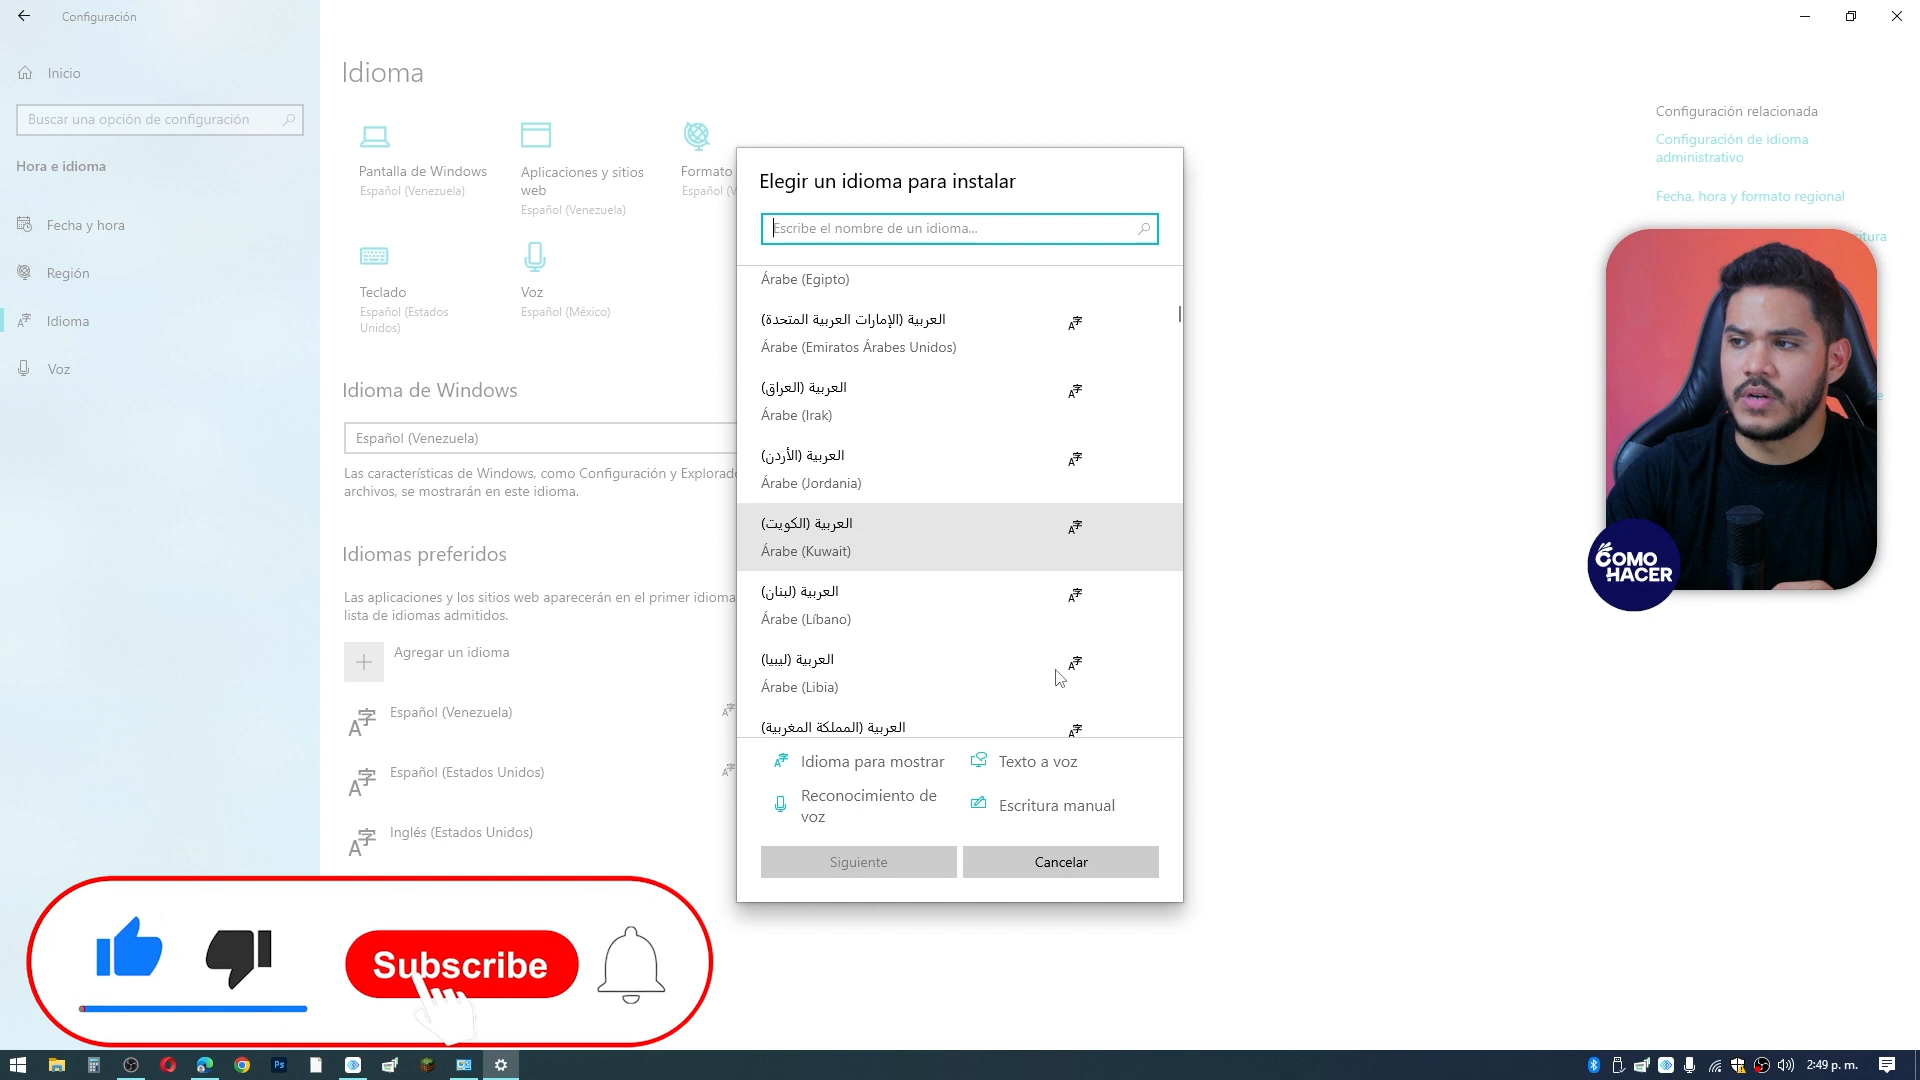 Configuración
Inicio
Buscar una opción de configuración
Hora e idioma
Fecha y hora
Región
Idioma
Voz
Idioma
Pantalla de Windows
Español (Venezuela)
Aplicaciones y sitios
web
Español (Venezuela)
Formato
Español (V
Teclado
Español (Estados
Unidos)
Voz
Español (México)
Idioma de Windows
Español (Venezuela)
Las características de Windows, como Configuración y Explorado
archivos, se mostrarán en este idioma.
Idiomas preferidos
Las aplicaciones y los sitios web aparecerán en el primer idioma
lista de idiomas admitidos.
Agregar un idioma
Español (Venezuela)
Español (Estados Unidos)
Inglés (Estados Unidos)
Elegir un idioma para instalar
Escribe el nombre de un idioma...
Árabe (Egipto)
العربية (الإمارات العربية المتحدة)
Árabe (Emiratos Árabes Unidos)
العربية (العراق)
Árabe (Irak)
العربية (الأردن)
Árabe (Jordania)
العربية (الكويت)
Árabe (Kuwait)
العربية (لبنان)
Árabe (Líbano)
العربية (ليبيا)
Árabe (Libia)
العربية (المملكة المغربية)
Idioma para mostrar
Texto a voz
Reconocimiento de
voz
Escritura manual
Siguiente
Cancelar
Configuración relacionada
Configuración de idioma
administrativo
Fecha, hora y formato regional
itura
e
COMO
HACER
Subscribe
Ps
2:49 p. m.